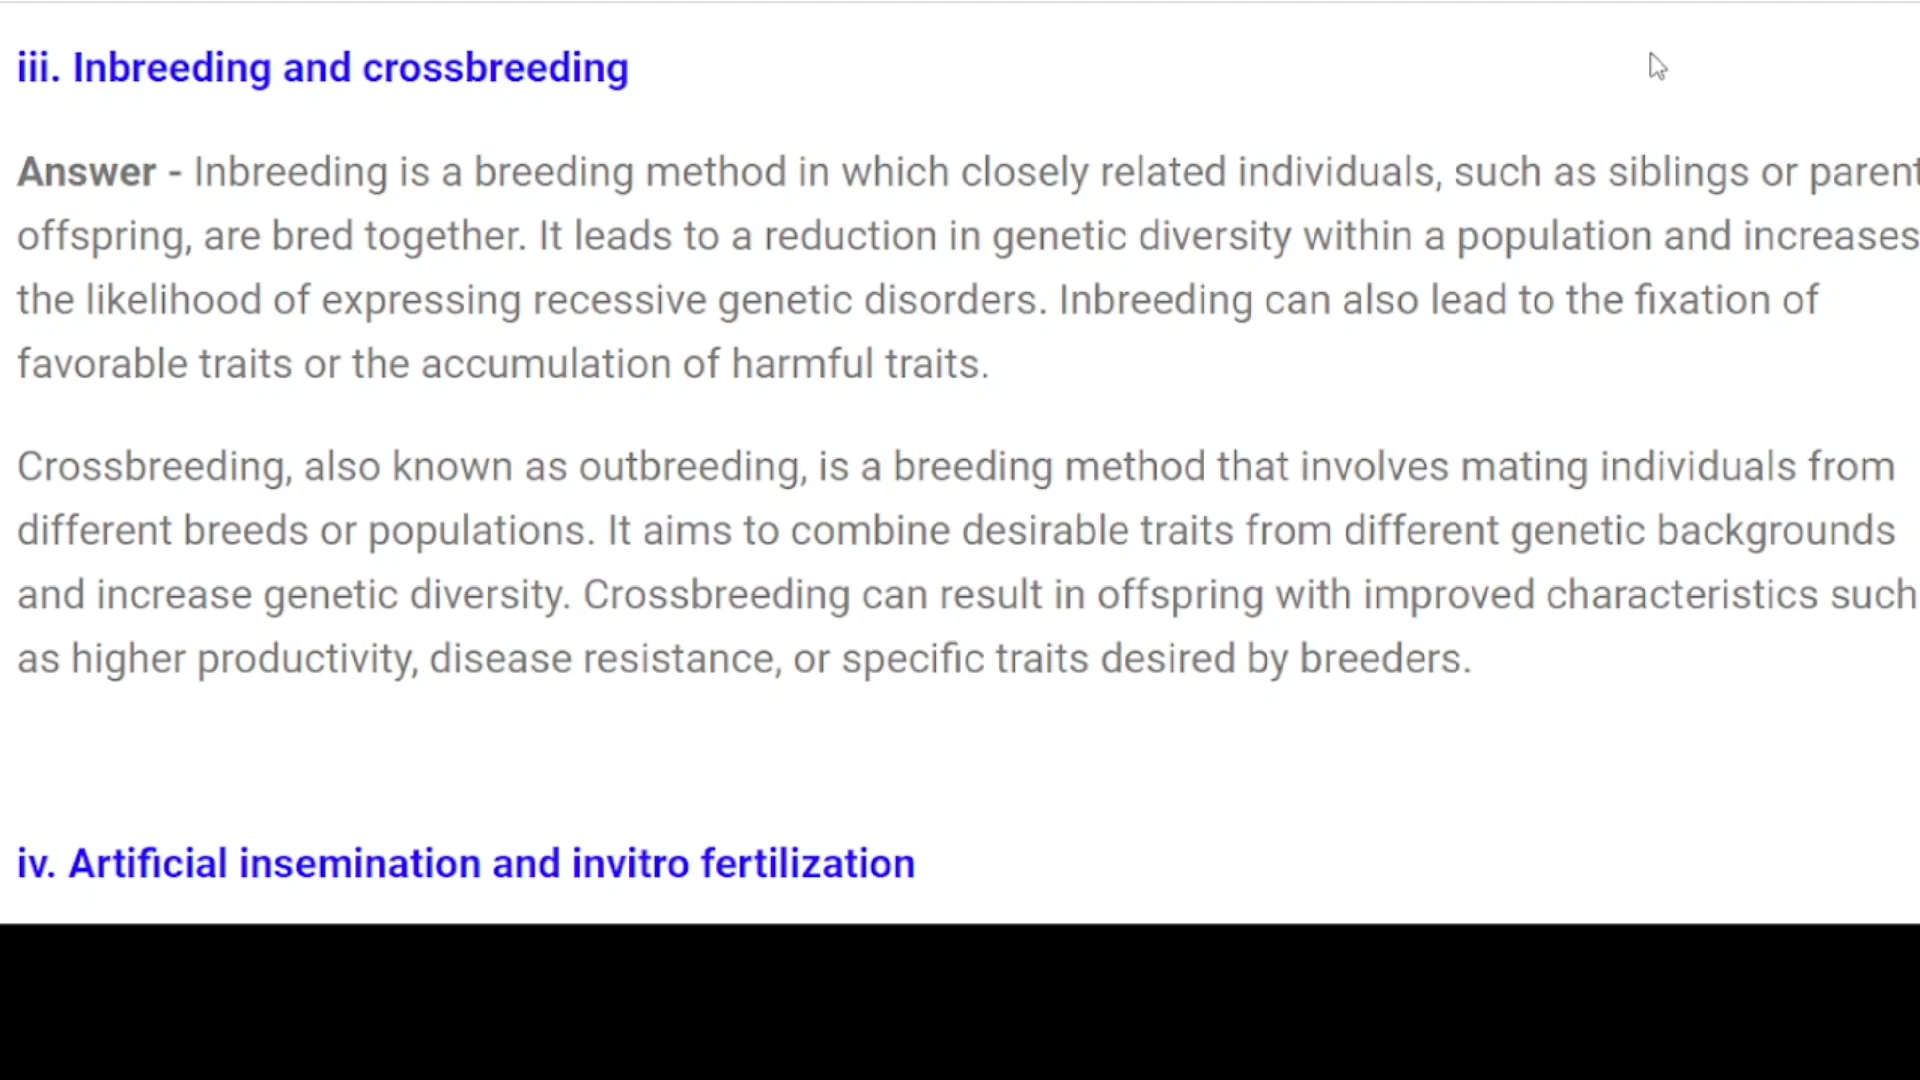 iii. Inbreeding and crossbreeding
Answer - Inbreeding is a breeding method in which closely related individuals, such as siblings or parent
offspring, are bred together. It leads to a reduction in genetic diversity within a population and increases
the likelihood of expressing recessive genetic disorders. Inbreeding can also lead to the fixation of
favorable traits or the accumulation of harmful traits.
Crossbreeding, also known as outbreeding, is a breeding method that involves mating individuals from
different breeds or populations. It aims to combine desirable traits from different genetic backgrounds
and increase genetic diversity. Crossbreeding can result in offspring with improved characteristics such
as higher productivity, disease resistance, or specific traits desired by breeders.
iv. Artificial insemination and invitro fertilization